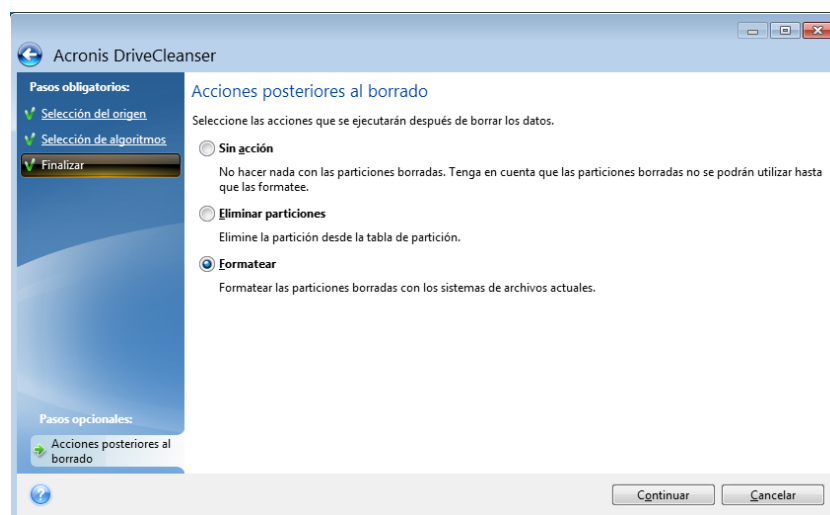 Acronis DriveCleanser
Pasos obligatorios:
Selección del origen
Selección de algoritmos
Finalizar
Acciones posteriores al borrado
Seleccione las acciones que se ejecutarán después de borrar los datos.
Sin acción
No hacer nada con las particiones borradas. Tenga en cuenta que las particiones borradas no se podrán utilizar hasta
que las formatee.
Eliminar particiones
Elimine la partición desde la tabla de partición.
Formatear
Formatear las particiones borradas con los sistemas de archivos actuales.
Pasos opcionales:
Acciones posteriores al
borrado
Continuar
Cancelar